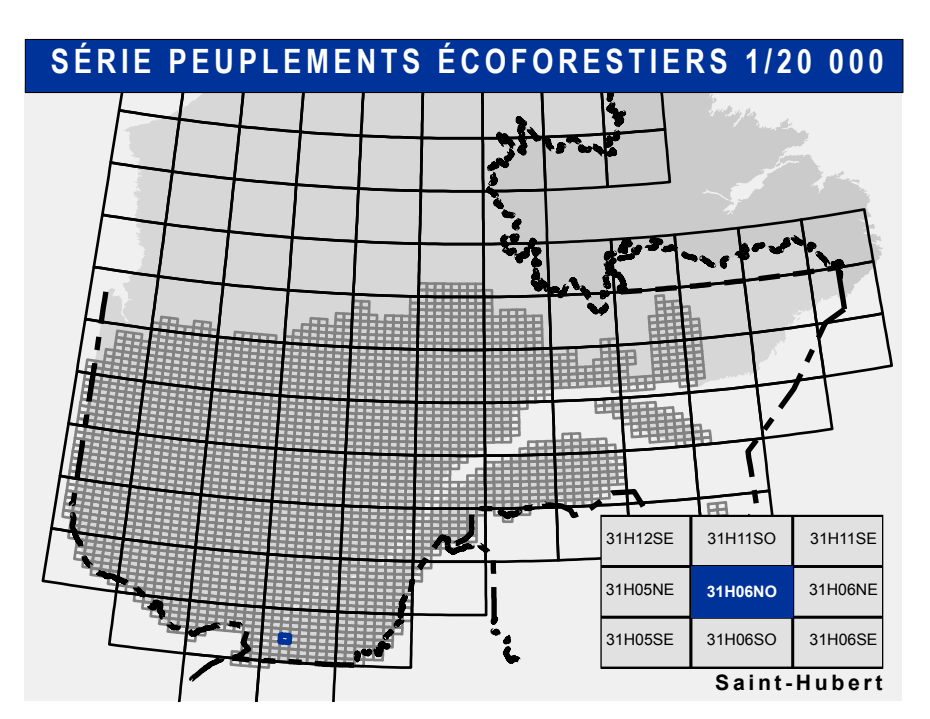 SÉRIE PEUPLEMENTS ÉCOFORESTIERS 1/20 000
31H12SE 31H11SO 31H11SE
31H05NE 31H06NO 31H06NE
31H05SE 31H06SO 31H06SE
Saint-Hubert